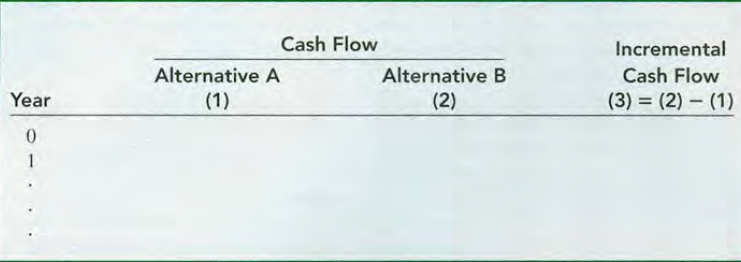 Cash Flow
Incremental
Alternative A Alternative B Cash Flow
Year (1) (2) (3) = (2) − (1)
0
1
.
.
.